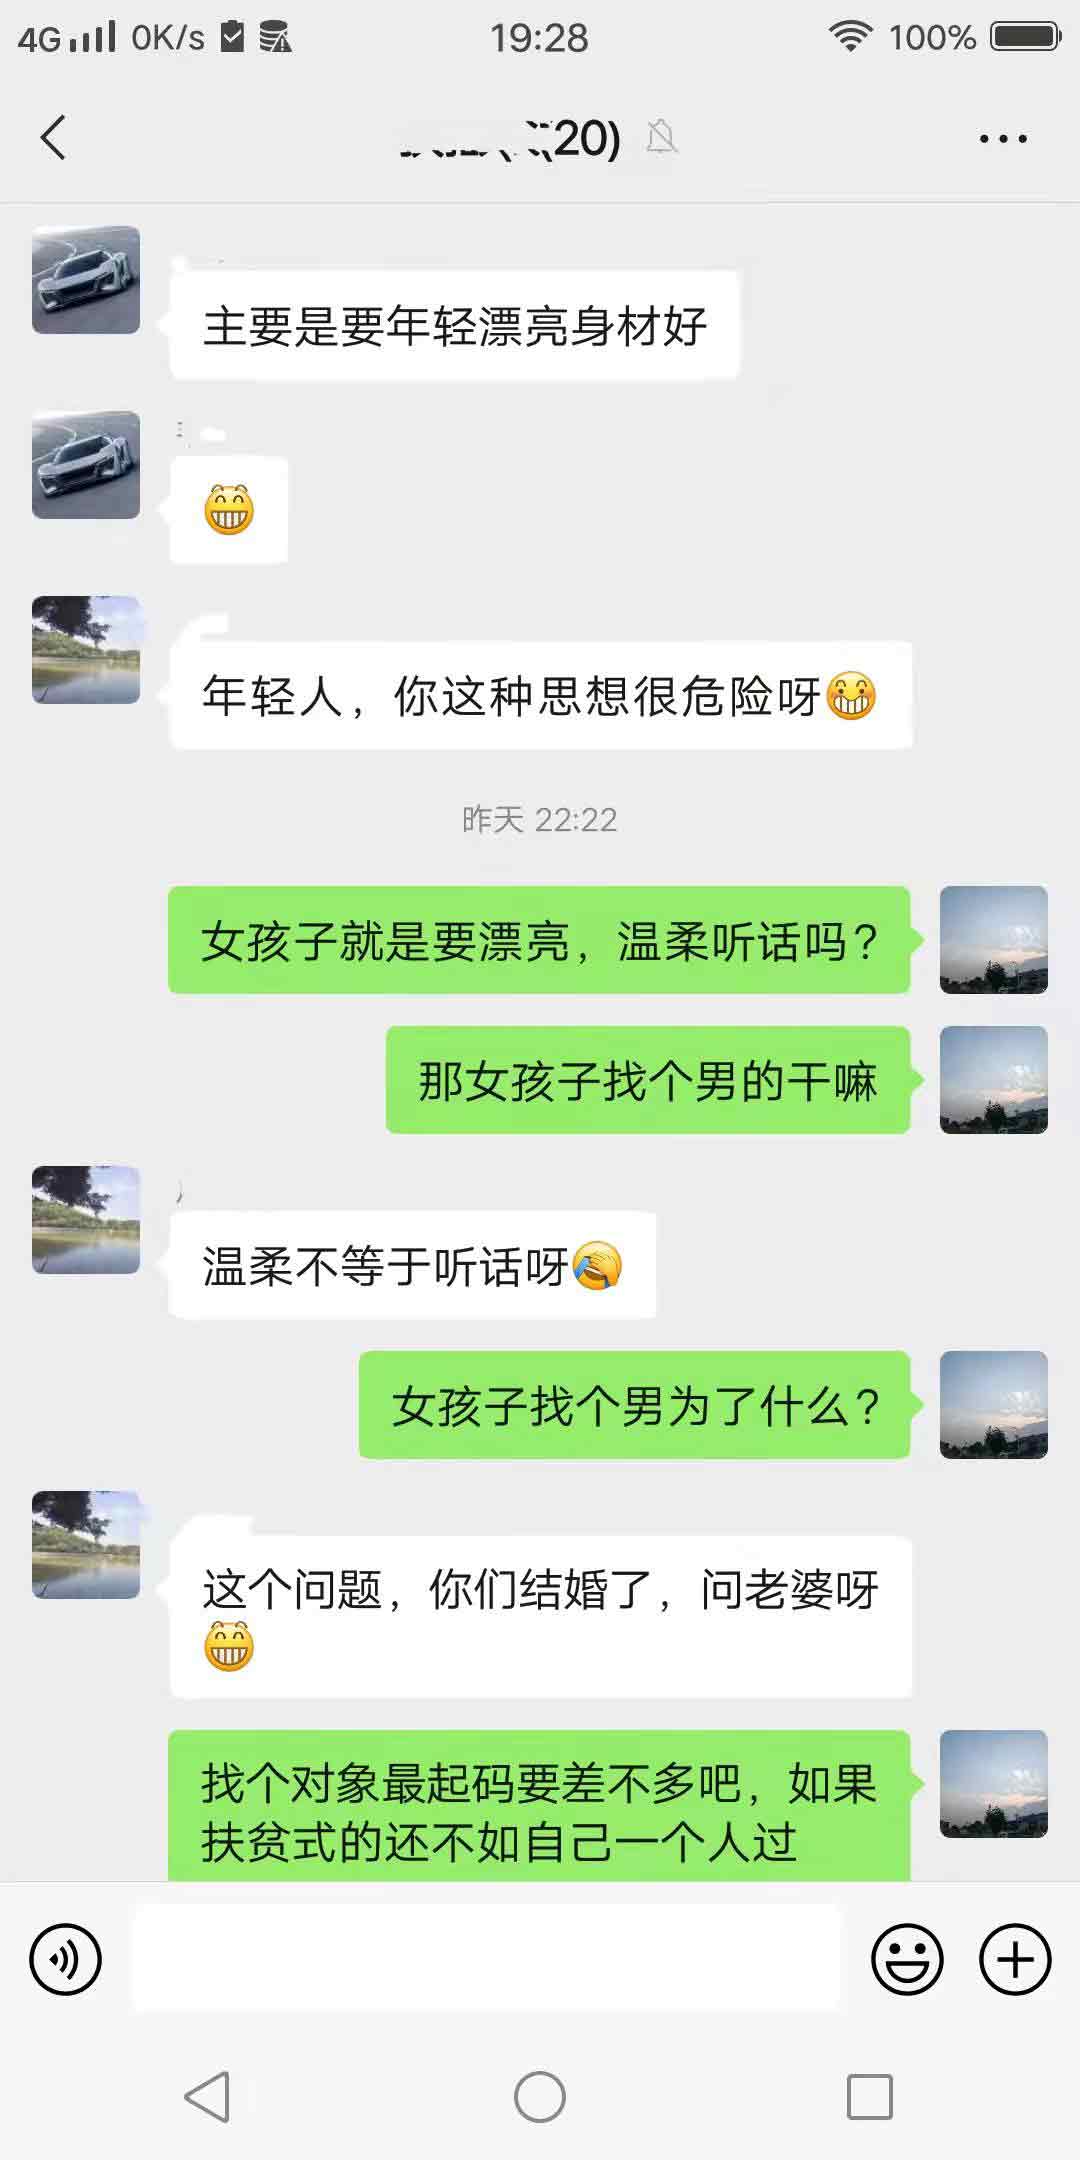 4G 0K/s 19:28 100%
20)
主要是要年轻漂亮身材好
年轻人，你这种思想很危险呀
昨天 22:22
女孩子就是要漂亮，温柔听话吗？
那女孩子找个男的干嘛
温柔不等于听话呀
女孩子找个男为了什么？
这个问题，你们结婚了，问老婆呀
找个对象最起码要差不多吧，如果
扶贫式的还不如自己一个人过